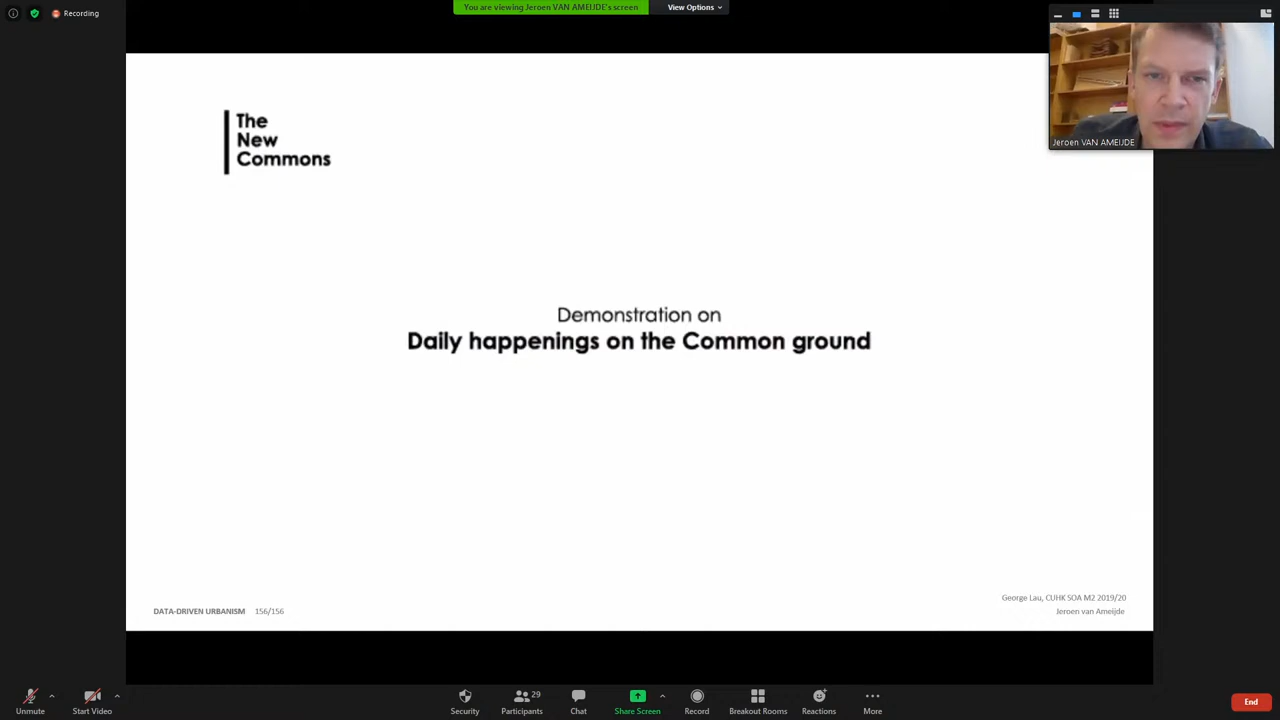 Recording
You are viewing Jeroen VAN AMEIJDE's screen
View Options
Jeroen VAN AMEIJDE
The
New
Commons
Demonstration on
Daily happenings on the Common ground
George Lau, CUHK SOA M2 2019/20
DATA-DRIVEN URBANISM 156/156
Jeroen van Ameijde
Unmute
Start Video
Security
Participants
29
Chat
Share Screen
Record
Breakout Rooms
Reactions
More
End